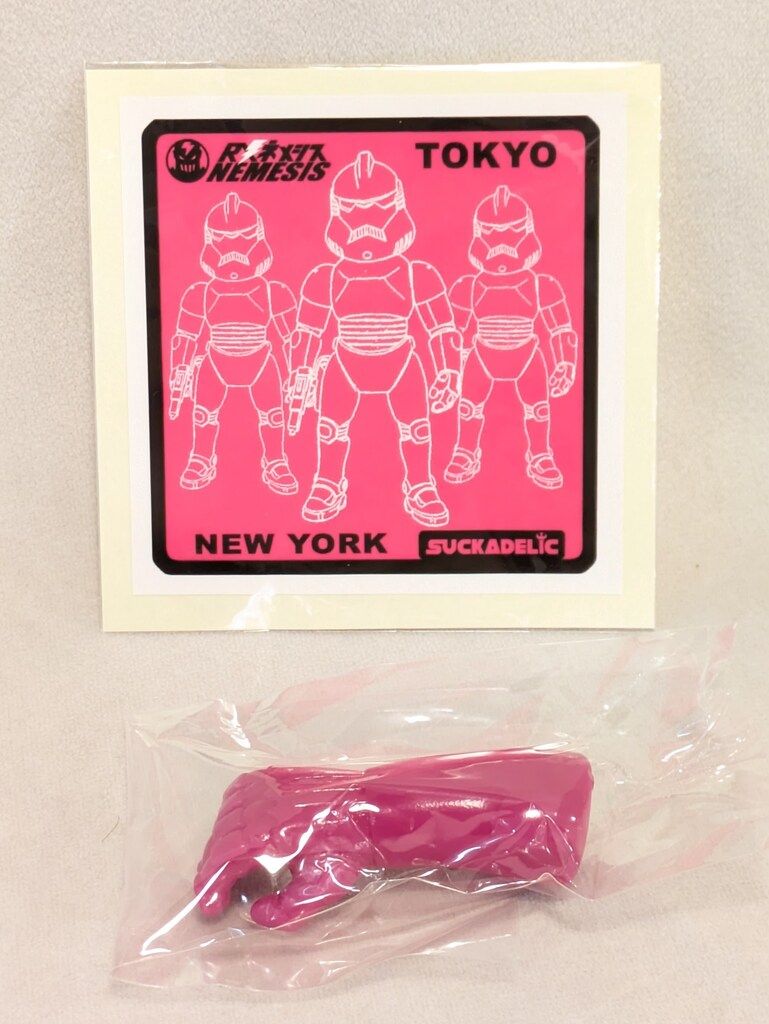 ネメシス
NEMESIS
TOKYO
NEW YORK
SUCKADELIC